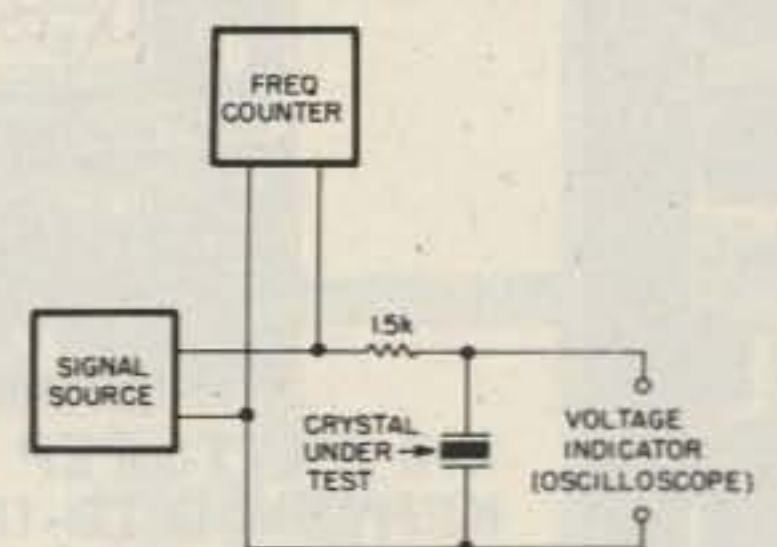 FREQ
COUNTER
1.5k
SIGNAL
SOURCE
CRYSTAL
UNDER
TEST
VOLTAGE
INDICATOR
(OSCILLOSCOPE)